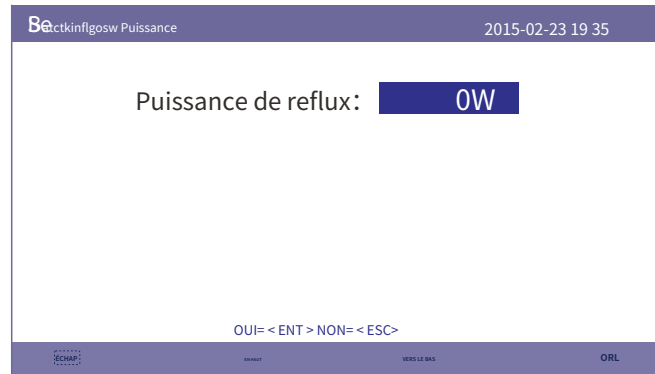 Puissance
2015-02-23 19 35
Puissance de reflux: 0W
OUI= < ENT > NON= < ESC>
ÉCHAP
VERS LE BAS
ORL